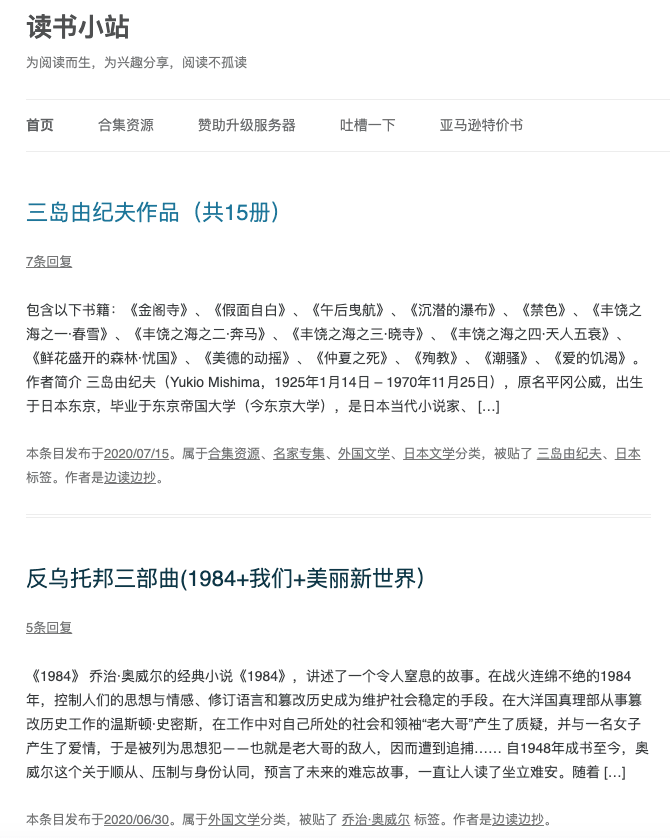 读书小站
为阅读而生，为兴趣分享，阅读不孤读
首页 合集资源 赞助升级服务器 吐槽一下 亚马逊特价书
三岛由纪夫作品（共15册）
7条回复
包含以下书籍：《金阁寺》、《假面自白》、《午后曳航》、《沉潜的瀑布》、《禁色》、《丰饶之
海之一·春雪》、《丰饶之海之二·奔马》、《丰饶之海之三·晓寺》、《丰饶之海之四·天人五衰》、
《鲜花盛开的森林·忧国》、《美德的动摇》、《仲夏之死》、《殉教》、《潮骚》、《爱的饥渴》。
作者简介 三岛由纪夫（Yukio Mishima，1925年1月14日 – 1970年11月25日），原名平冈公威，出生
于日本东京，毕业于东京帝国大学（今东京大学），是日本当代小说家、 […]
本条目发布于2020/07/15。属于合集资源、名家专集、外国文学、日本文学分类，被贴了 三岛由纪夫、日本
标签。作者是边读边抄。
反乌托邦三部曲(1984+我们+美丽新世界）
5条回复
《1984》 乔治·奥威尔的经典小说《1984》，讲述了一个令人窒息的故事。在战火连绵不绝的1984
年，控制人们的思想与情感、修订语言和篡改历史成为维护社会稳定的手段。在大洋国真理部从事篡
改历史工作的温斯顿·史密斯，在工作中对自己所处的社会和领袖“老大哥”产生了质疑，并与一名女子
产生了爱情，于是被列为思想犯——也就是老大哥的敌人，因而遭到追捕…… 自1948年成书至今，奥
威尔这个关于顺从、压制与身份认同，预言了未来的难忘故事，一直让人读了坐立难安。随着 […]
本条目发布于2020/06/30。属于外国文学分类，被贴了 乔治·奥威尔 标签。作者是边读边抄。